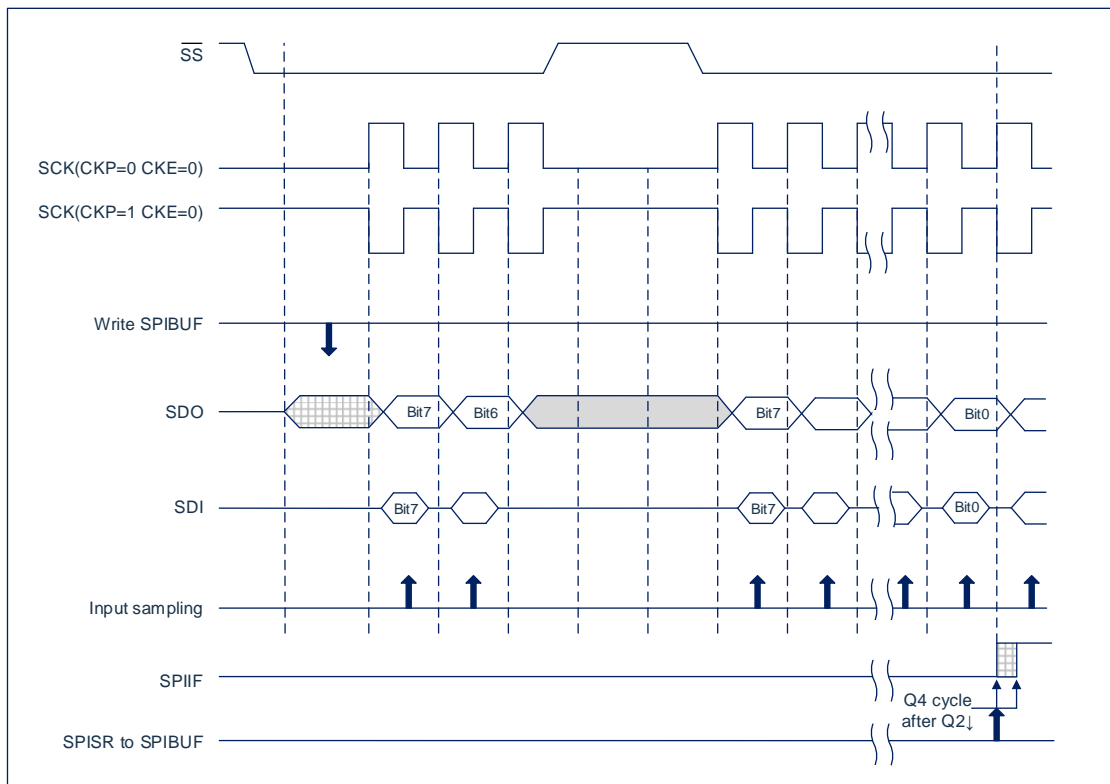 SS
SCK(CKP=0 CKE=0)
SCK(CKP=1 CKE=0)
Write SPIBUF
SDO
Bit7
Bit6
Bit7
Bit0
SDI
Bit7
Bit7
Bit0
Input sampling
SPIIF
Q4 cycle
after Q2↓
SPISR to SPIBUF